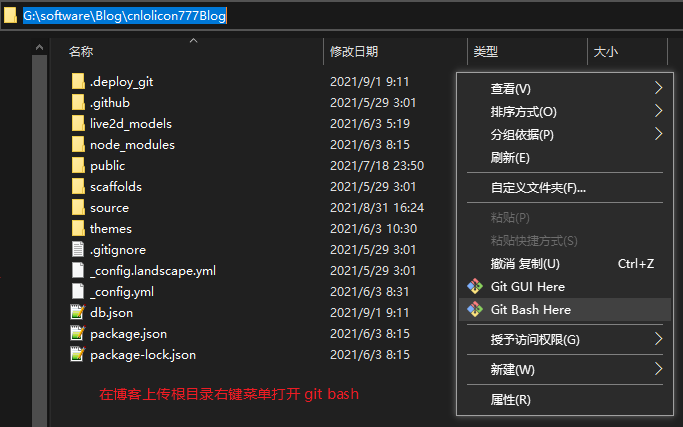 G:\software\Blog\cnlolicon777Blog
名称 修改日期 类型 大小
.deploy_git 2021/9/1 9:11
.github 2021/5/29 3:01
live2d_models 2021/6/3 5:19
node_modules 2021/6/3 8:15
public 2021/7/18 23:50
scaffolds 2021/5/29 3:01
source 2021/8/31 16:24
themes 2021/6/3 10:30
.gitignore 2021/5/29 3:01
_config.landscape.yml 2021/5/29 3:01
_config.yml 2021/6/3 8:31
db.json 2021/9/1 9:11
package.json 2021/6/3 8:15
package-lock.json 2021/6/3 8:15
查看(V)
排序方式(O)
分组依据(P)
刷新(E)
自定义文件夹(F)...
粘贴(P)
粘贴快捷方式(S)
撤消 复制(U) Ctrl+Z
Git GUI Here
Git Bash Here
授予访问权限(G)
新建(W)
属性(R)
在博客上传根目录右键菜单打开 git bash